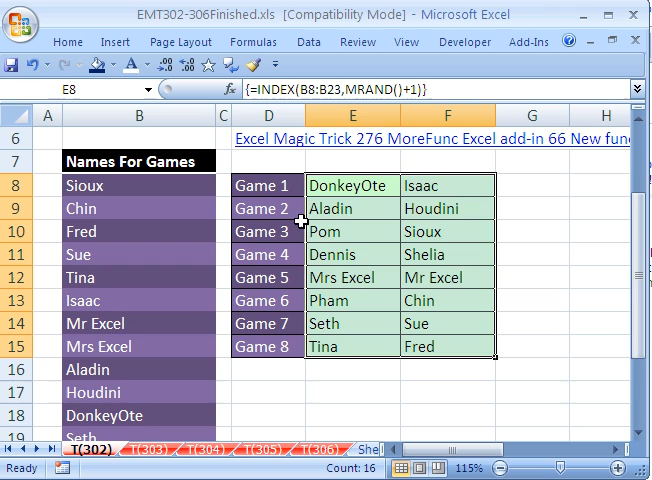 EMT302-306Finished.xls [Compatibility Mode] - Microsoft Excel
Home Insert Page Layout Formulas Data Review View Developer Add-Ins
E8 fx {=INDEX(B8:B23,MRAND()+1)}
A B C D E F G H
6 Excel Magic Trick 276 MoreFunc Excel add-in 66 New fun
7 Names For Games
8 Sioux Game 1 DonkeyOte Isaac
9 Chin Game 2 Aladin Houdini
10 Fred Game 3 Pom Sioux
11 Sue Game 4 Dennis Shelia
12 Tina Game 5 Mrs Excel Mr Excel
13 Isaac Game 6 Pham Chin
14 Mr Excel Game 7 Seth Sue
15 Mrs Excel Game 8 Tina Fred
16 Aladin
17 Houdini
18 DonkeyOte
19 Seth
T(302) T(303) T(304) T(305) T(306) She
Ready Count: 16 115%